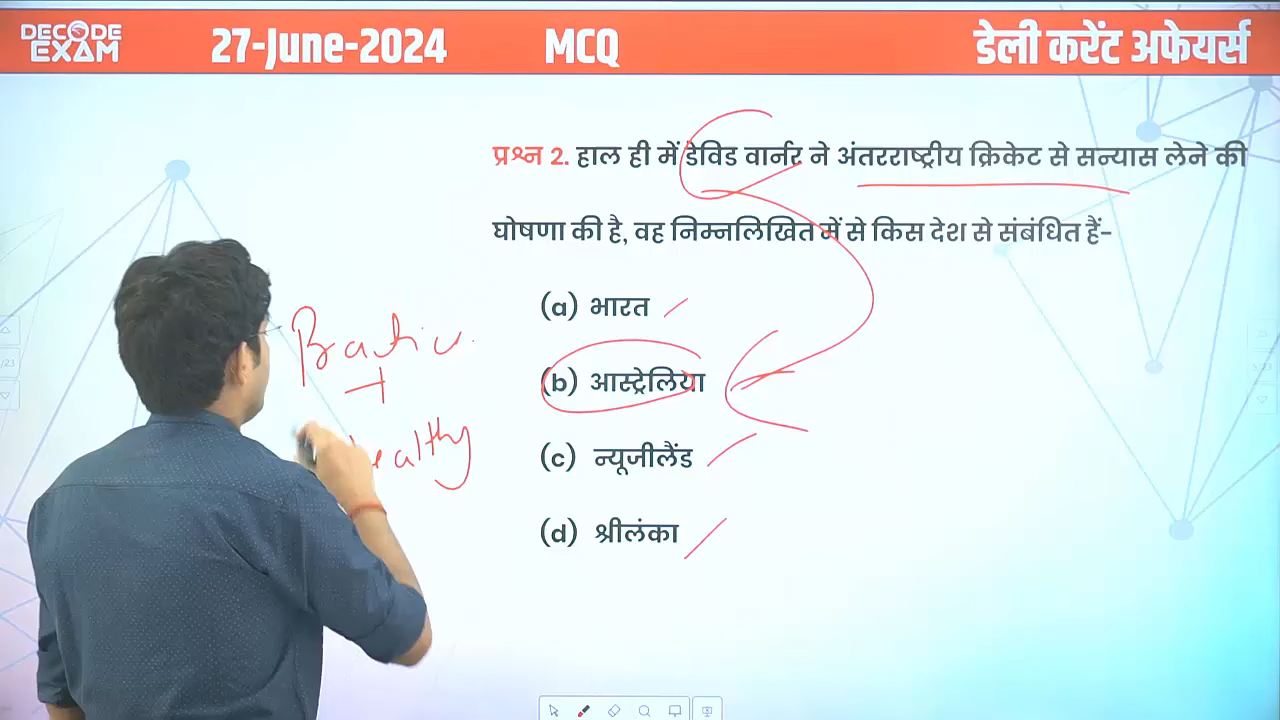 DECODE EXAM
27-June-2024 MCQ डेली करेंट अफेयर्स
प्रश्न 2. हाल ही में डेविड वार्नर ने अंतरराष्ट्रीय क्रिकेट से सन्यास लेने की
घोषणा की है, वह निम्नलिखित में से किस देश से संबंधित हैं-
(a) भारत
(b) आस्ट्रेलिया
(c) न्यूजीलैंड
(d) श्रीलंका
+